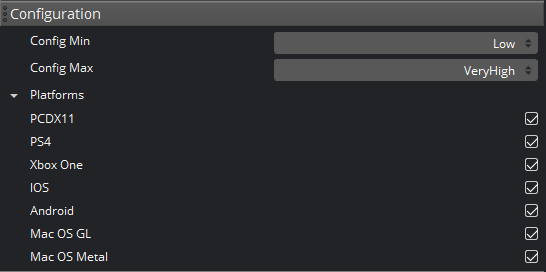 Configuration
Config Min Low
Config Max VeryHigh
Platforms
PCDX11
PS4
Xbox One
IOS
Android
Mac OS GL
Mac OS Metal